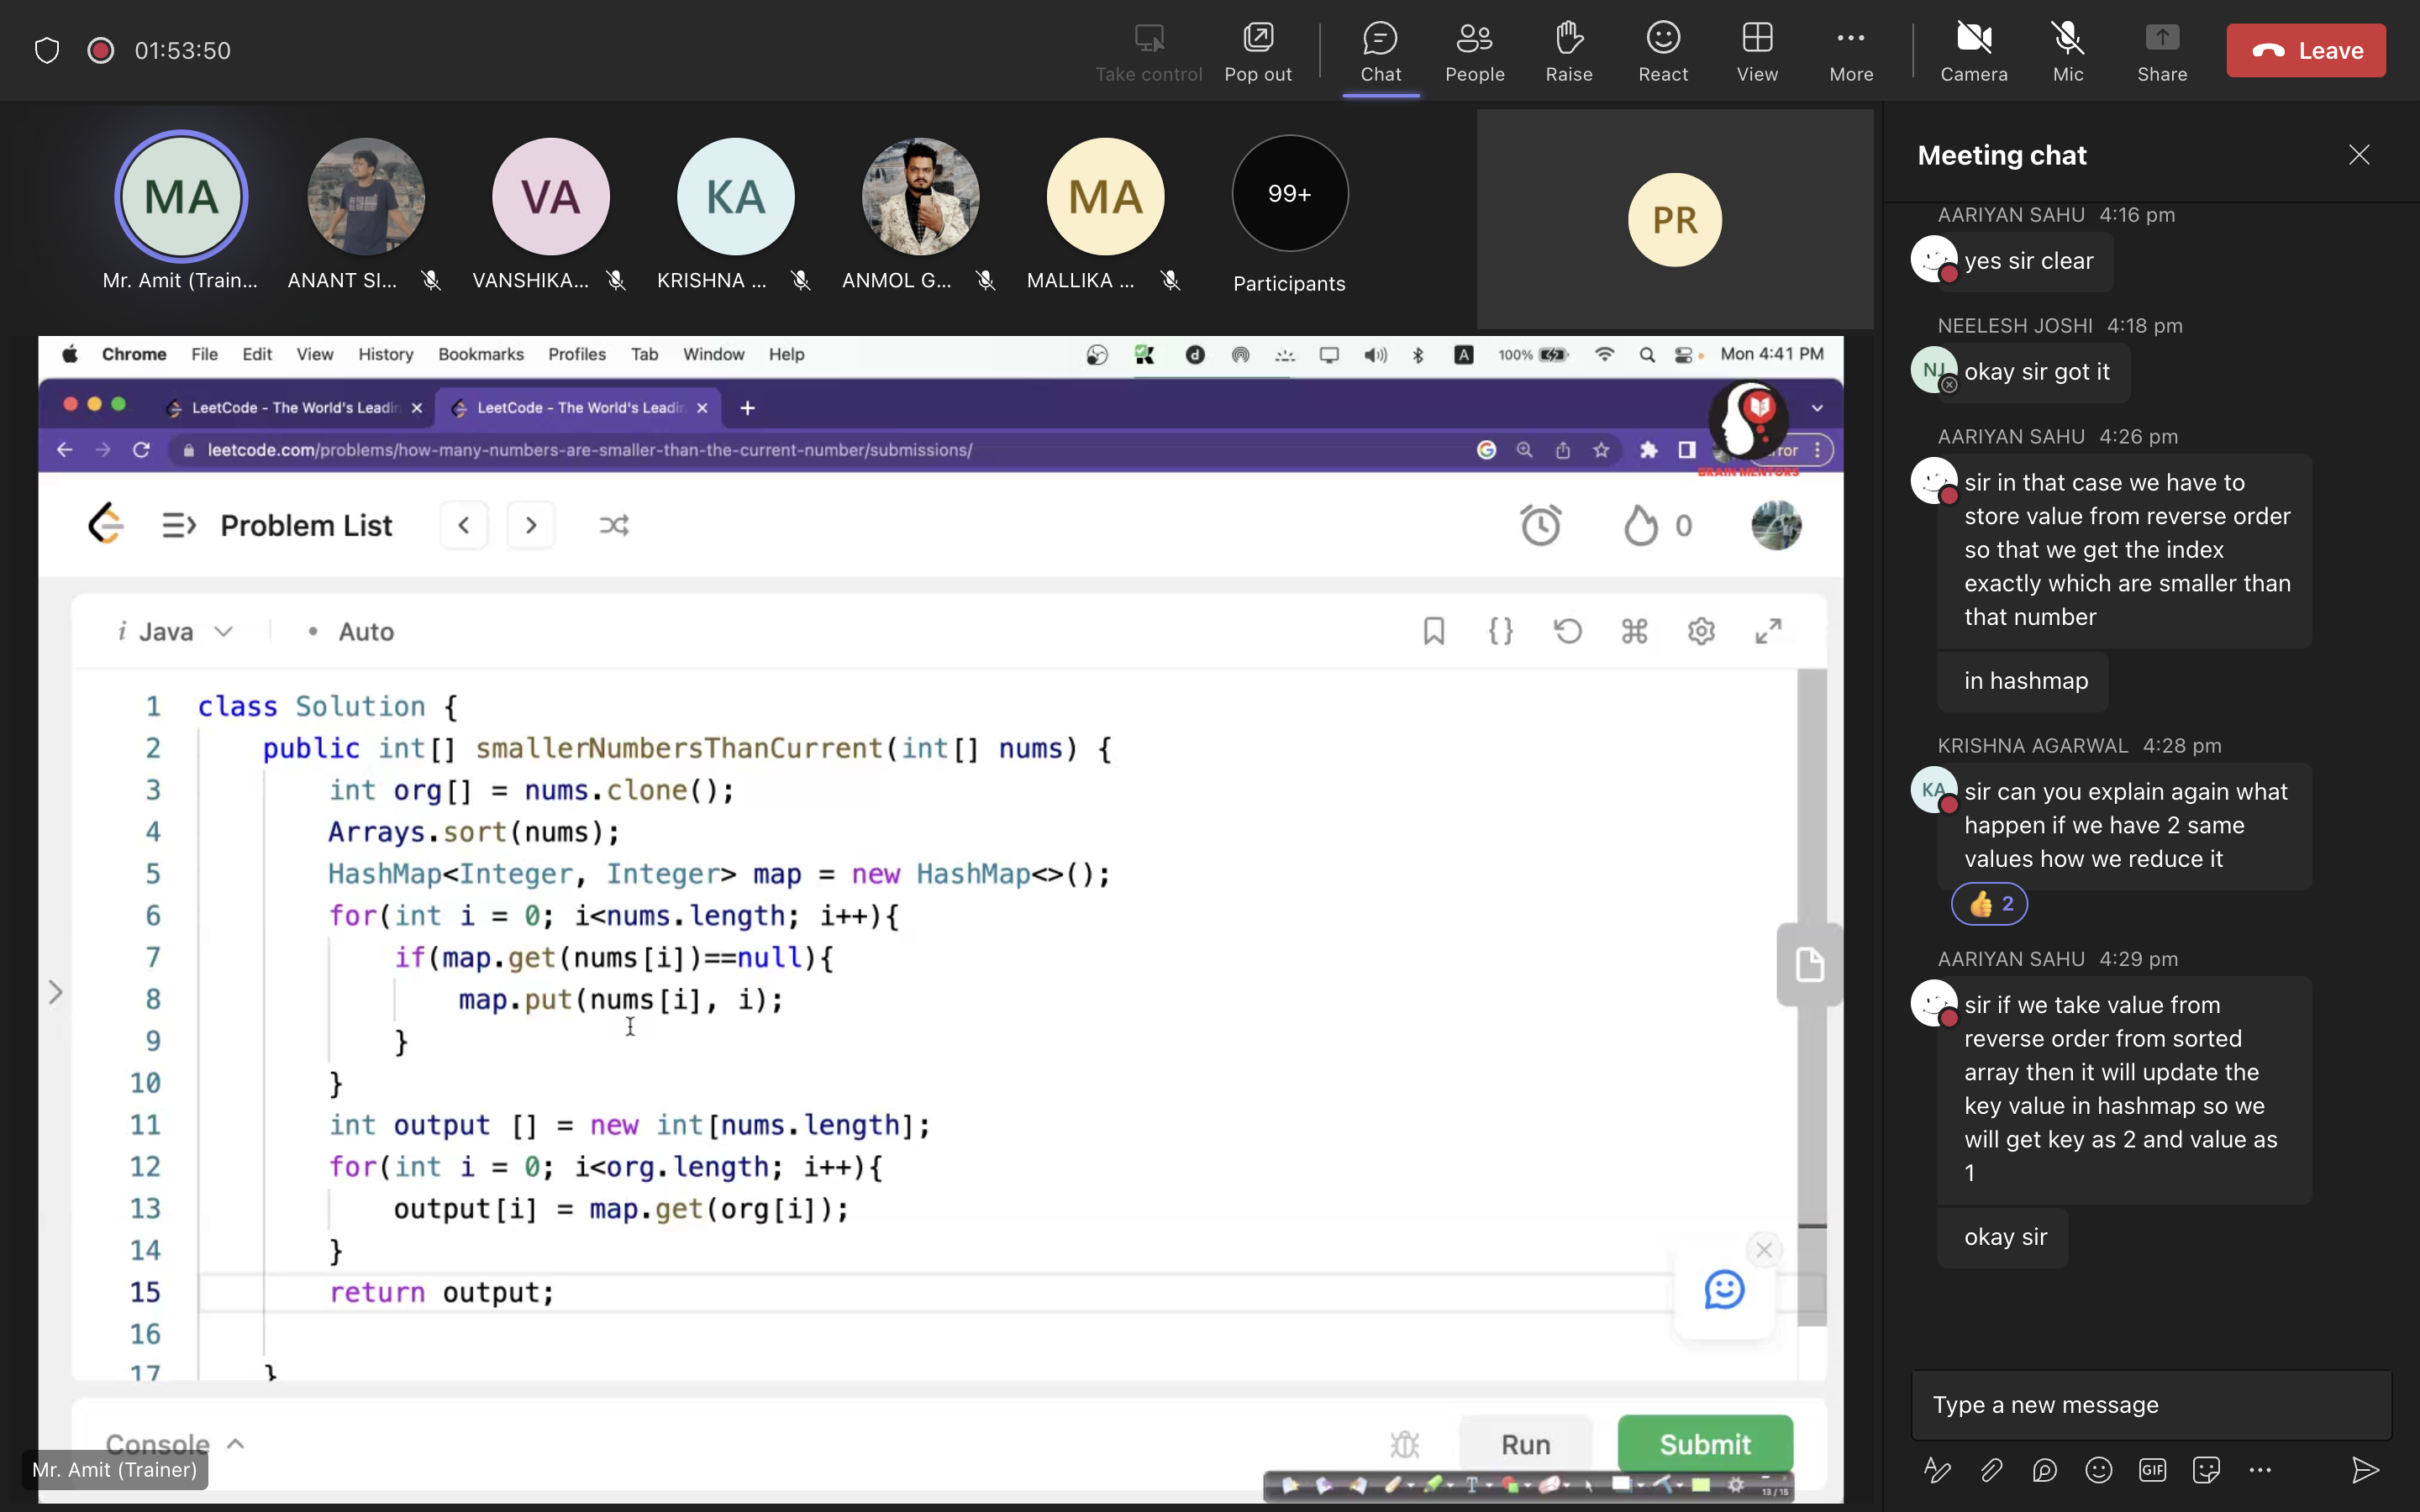 01:53:50
Take control
Pop out
Chat
People
Raise
React
View
More
Camera
Mic
Share
Leave
MA
VA
KA
MA
99+
PR
Mr. Amit (Train...
ANANT SI...
VANSHIKA...
KRISHNA ...
ANMOL G...
MALLIKA ...
Participants
Chrome File Edit View History Bookmarks Profiles Tab Window Help
A
100%
Mon 4:41 PM
LeetCode - The World's Leadin
LeetCode - The World's Leadin
leetcode.com/problems/how-many-numbers-are-smaller-than-the-current-number/submissions/
BRAIN MENTORS
Problem List
0
i Java
• Auto
1 class Solution {
2 public int[] smallerNumbersThanCurrent(int[] nums) {
3 int org[] = nums.clone();
4 Arrays.sort(nums);
5 HashMap<Integer, Integer> map = new HashMap<>();
6 for(int i = 0; i<nums.length; i++){
7 if(map.get(nums[i])==null){
8 map.put(nums[i], i);
9 }
10 }
11 int output [] = new int[nums.length];
12 for(int i = 0; i<org.length; i++){
13 output[i] = map.get(org[i]);
14 }
15 return output;
16
17 }
Console
Run
Submit
Mr. Amit (Trainer)
13 / 15
Meeting chat
AARIYAN SAHU 4:16 pm
yes sir clear
NEELESH JOSHI 4:18 pm
NJ
okay sir got it
AARIYAN SAHU 4:26 pm
sir in that case we have to
store value from reverse order
so that we get the index
exactly which are smaller than
that number
in hashmap
KRISHNA AGARWAL 4:28 pm
KA
sir can you explain again what
happen if we have 2 same
values how we reduce it
👍 2
AARIYAN SAHU 4:29 pm
sir if we take value from
reverse order from sorted
array then it will update the
key value in hashmap so we
will get key as 2 and value as
1
okay sir
Type a new message
GIF